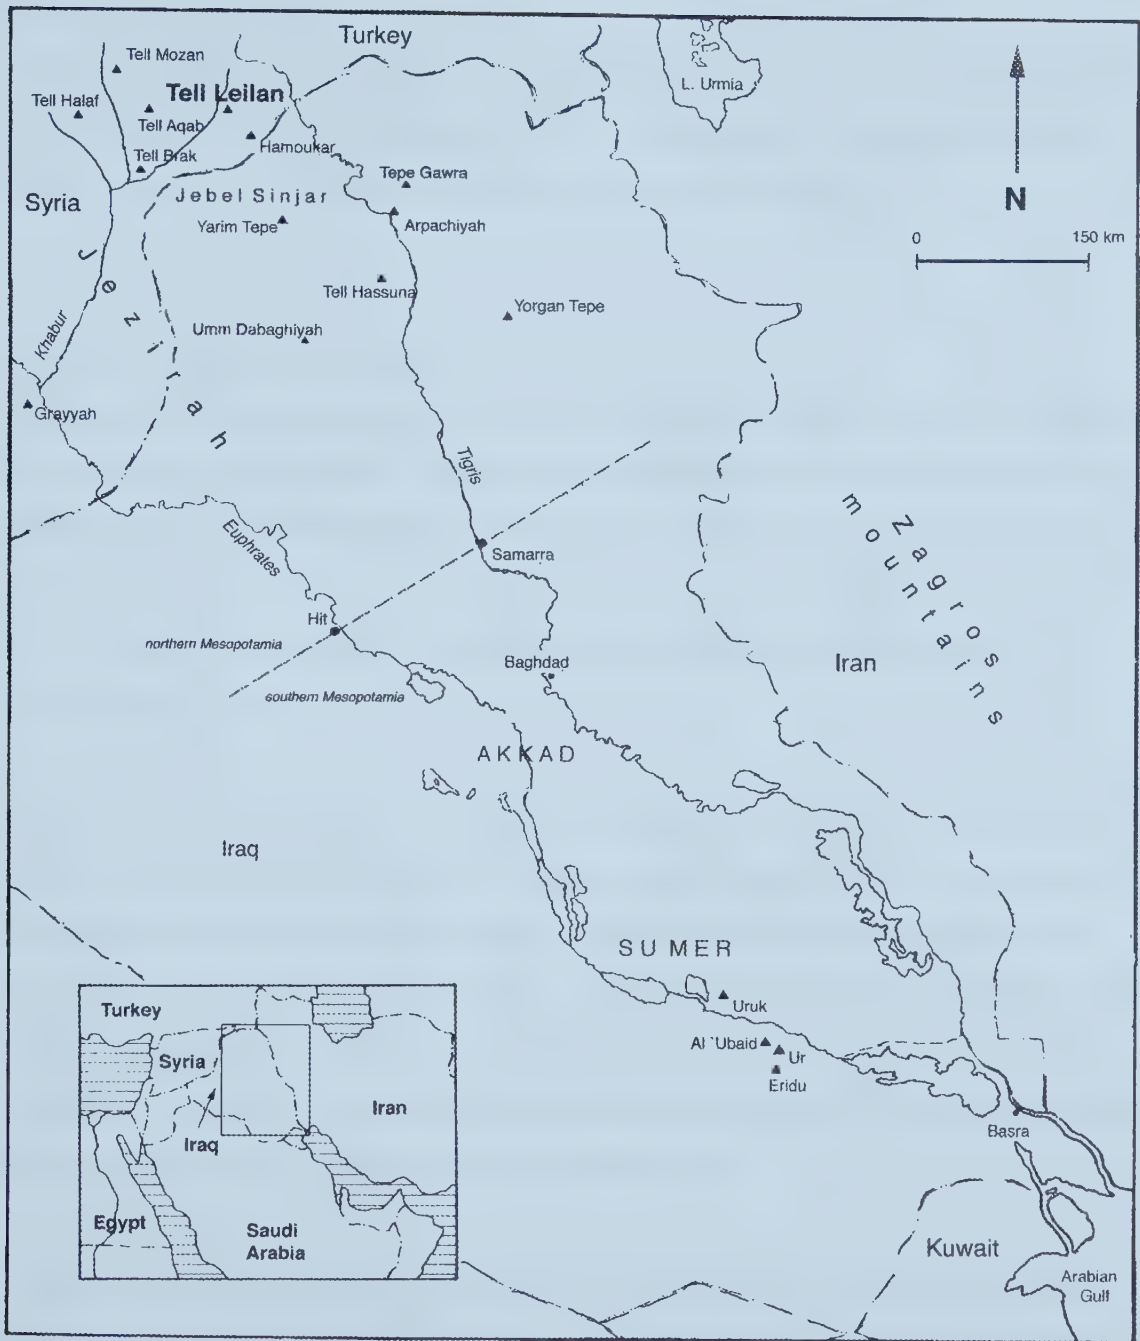 Turkey
Tell Mozan
L. Urmia
Tell Halaf
Tell Leilan
Tell Aqab
Hamoukar
Tell Brak
Tepe Gawra
Jebel Sinjar
Syria
N
Yarim Tepe
Arpachiyah
0
150 km
Jezirah
Tell Hassuna
Yorgan Tepe
Umm Dabaghiyah
Khabur
Grayyah
Tigris
Zagros
mountains
Euphrates
Samarra
Hit
northern Mesopotamia
Baghdad
Iran
southern Mesopotamia
AKKAD
Iraq
SUMER
Uruk
Al `Ubaid
Ur
Eridu
Basra
Kuwait
Arabian
Gulf
Turkey
Syria
Iran
Iraq
Egypt
Saudi
Arabia